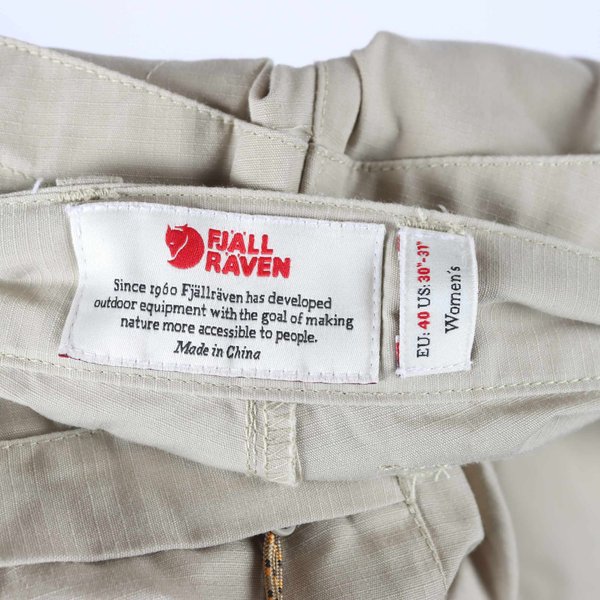 FJÄLL
RÄVEN
Since 1960 Fjällräven has developed
outdoor equipment with the goal of making
nature more accessible to people.
Made in China
EU: 40 US: 30"-31"
Women's